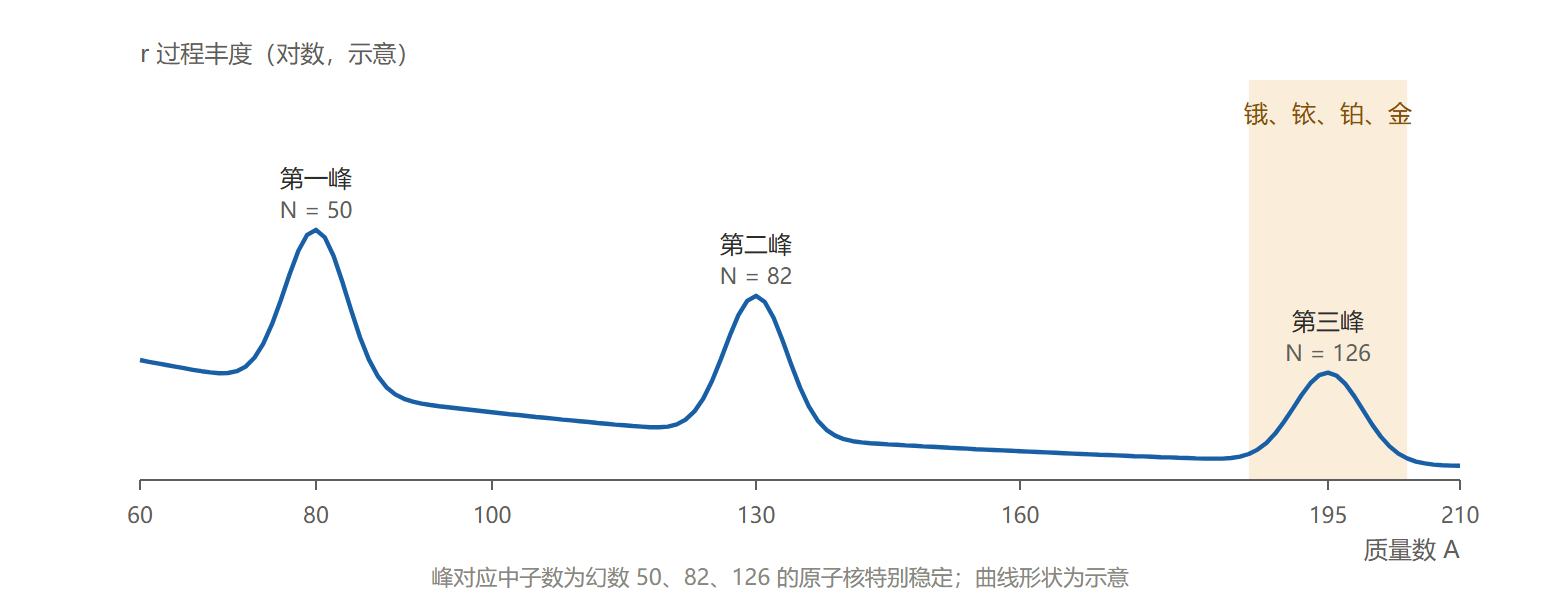 r 过程丰度（对数，示意）
锇、铱、铂、金
第一峰
N = 50
第二峰
N = 82
第三峰
N = 126
60 80 100 130 160 195 210
质量数 A
峰对应中子数为幻数 50、82、126 的原子核特别稳定；曲线形状为示意